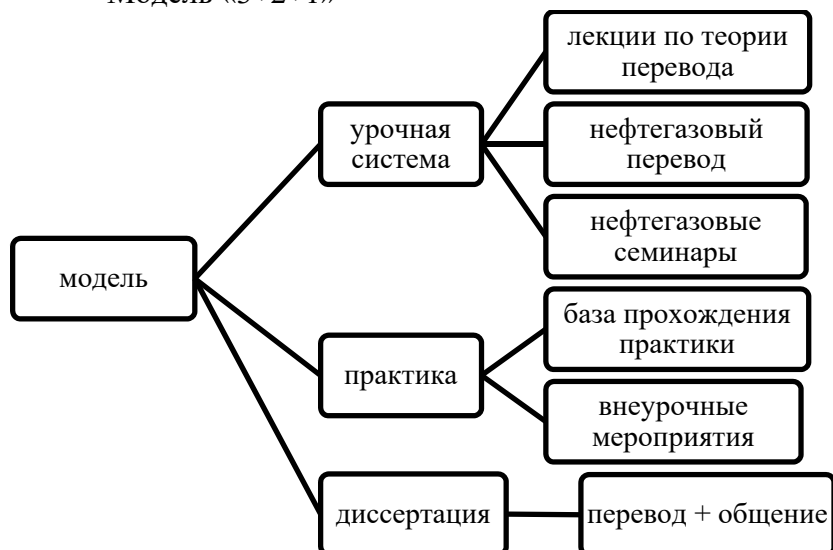 Модель «3+2+1»
лекции по теории
перевода
урочная
система
нефтегазовый
перевод
нефтегазовые
семинары
модель
база прохождения
практики
практика
внеурочные
мероприятия
диссертация
перевод + общение